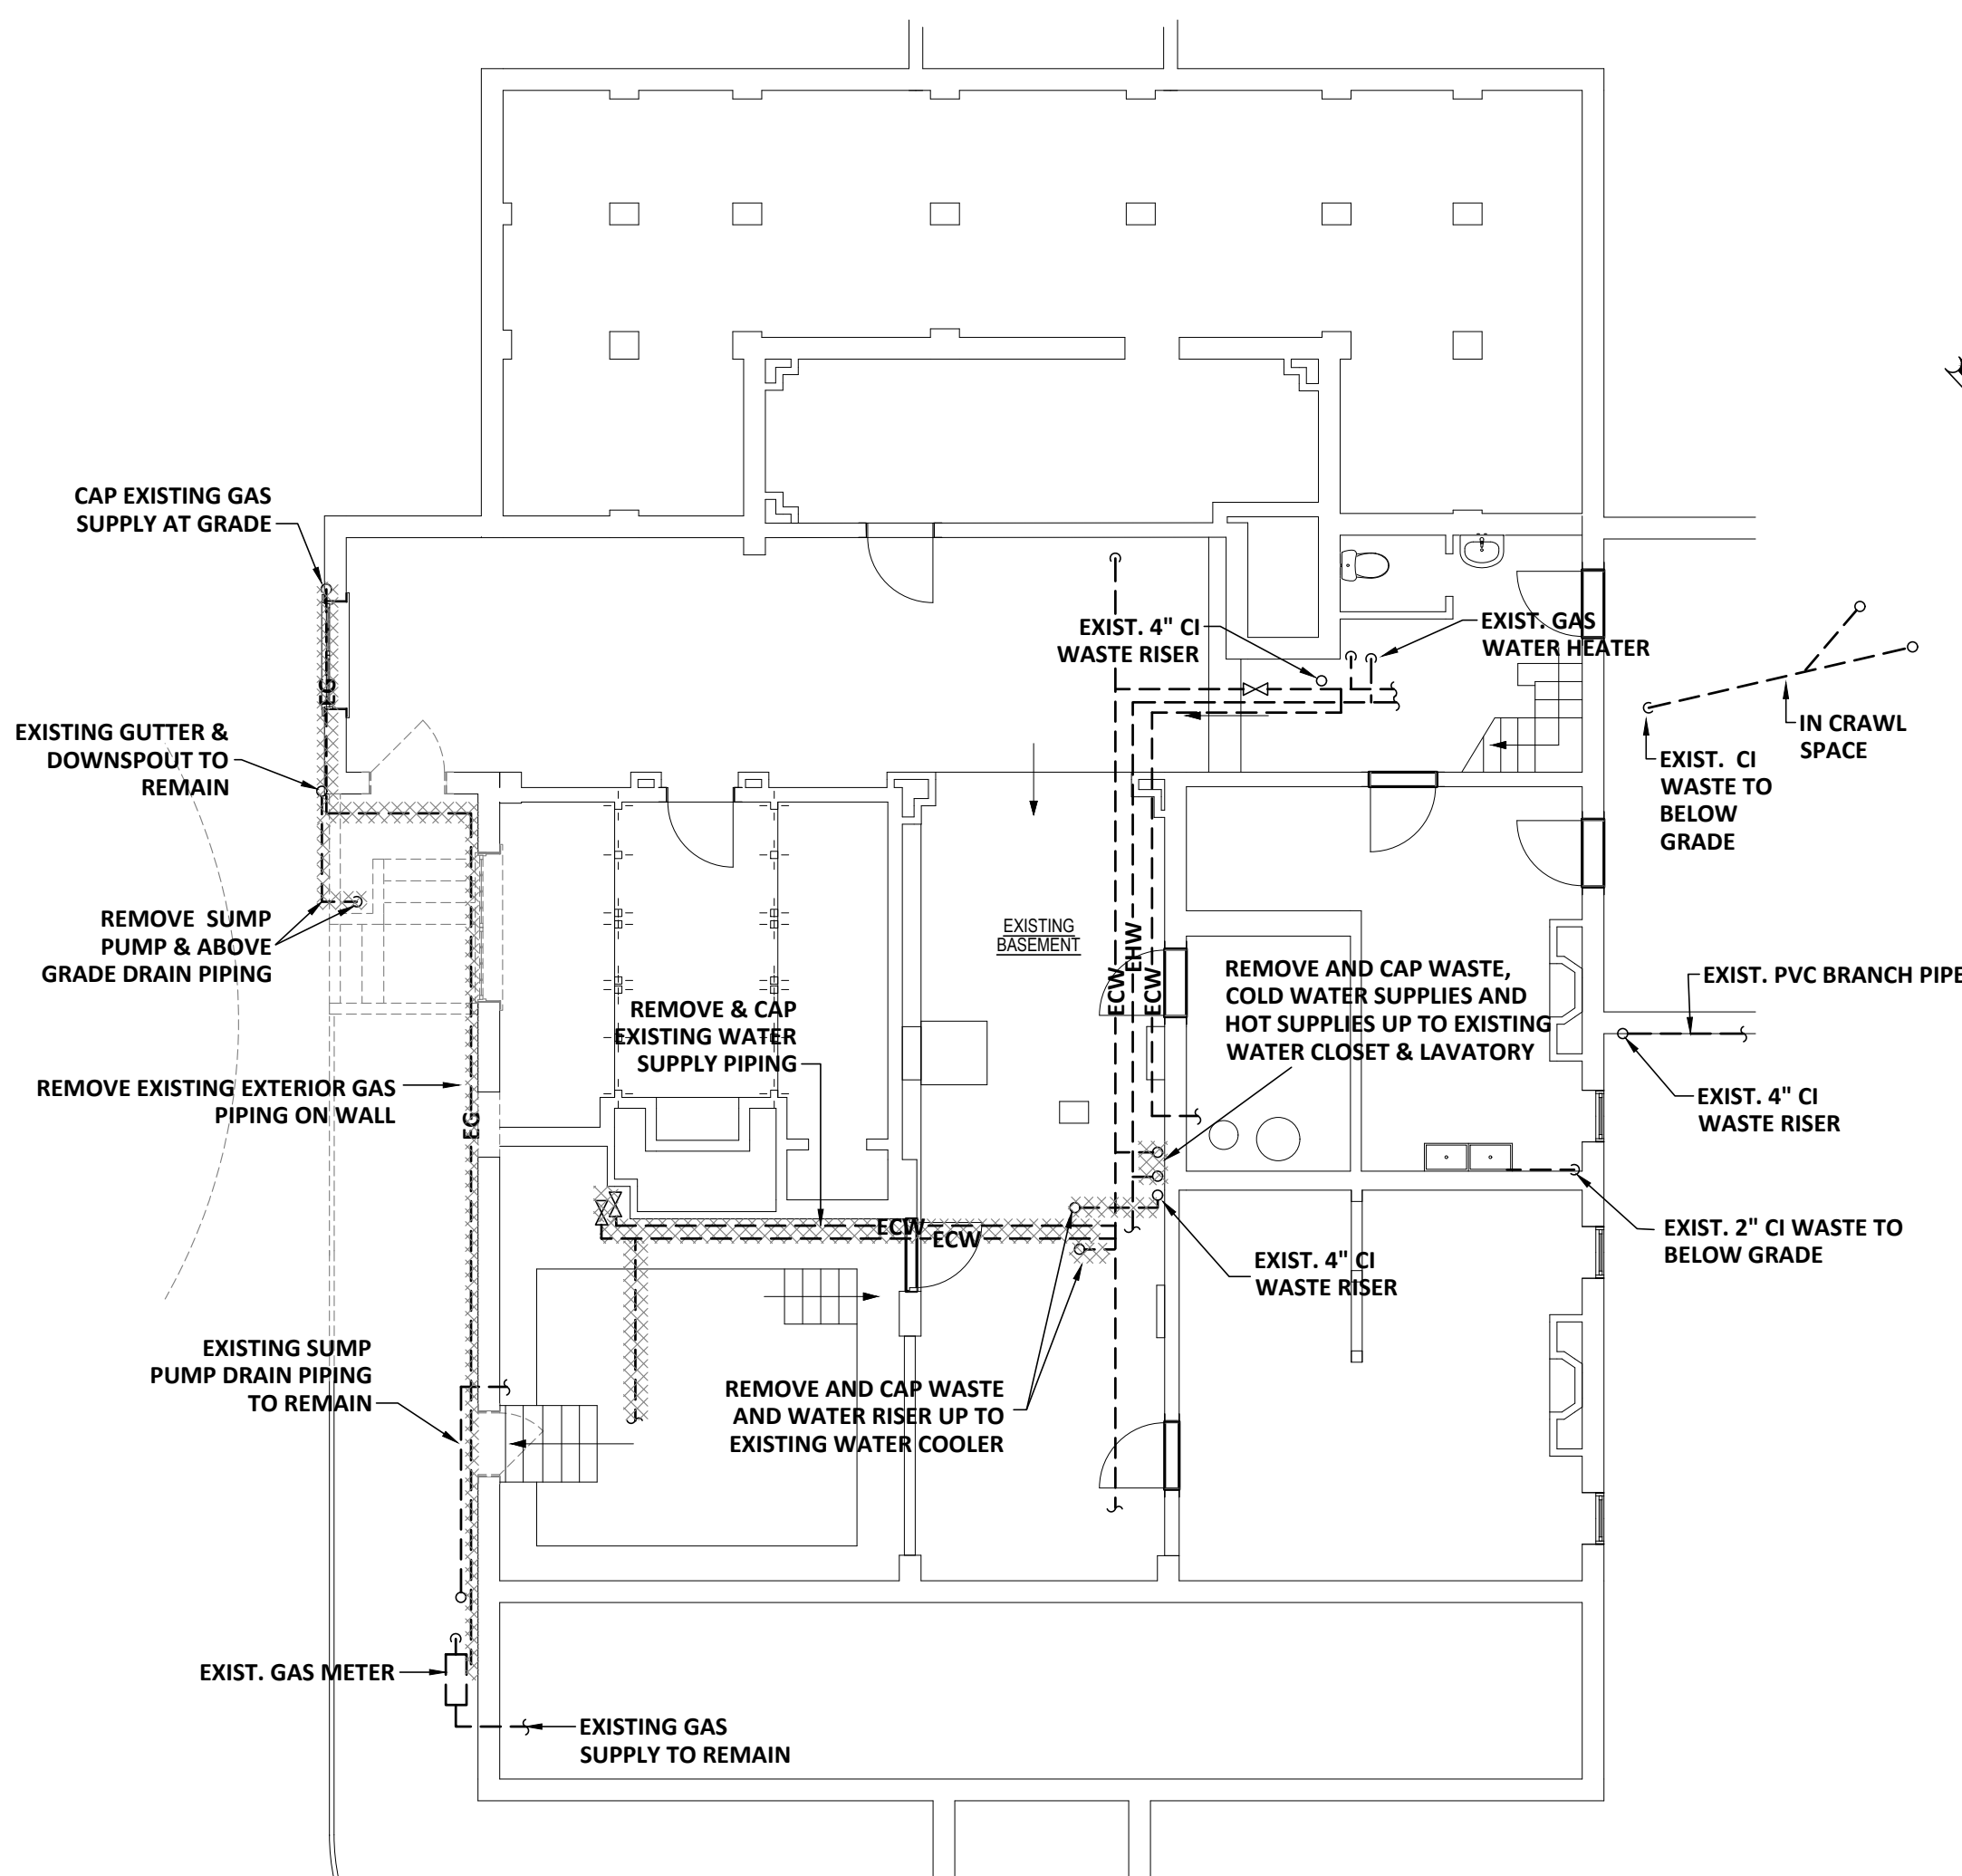 CAP EXISTING GAS
SUPPLY AT GRADE
EG
EXIST. 4" CI
WASTE RISER
EXIST. GAS
WATER HEATER
IN CRAWL
SPACE
EXIST. CI
WASTE TO
BELOW
GRADE
EXISTING GUTTER &
DOWNSPOUT TO
REMAIN
REMOVE SUMP
PUMP & ABOVE
GRADE DRAIN PIPING
EXISTING
BASEMENT
ECW
EHW
ECW
REMOVE AND CAP WASTE,
COLD WATER SUPPLIES AND
HOT SUPPLIES UP TO EXISTING
WATER CLOSET & LAVATORY
EXIST. PVC BRANCH PIPE
REMOVE & CAP
EXISTING WATER
SUPPLY PIPING
REMOVE EXISTING EXTERIOR GAS
PIPING ON WALL
EG
EXIST. 4" CI
WASTE RISER
ECW
ECW
EXIST. 2" CI WASTE TO
BELOW GRADE
EXIST. 4" CI
WASTE RISER
EXISTING SUMP
PUMP DRAIN PIPING
TO REMAIN
REMOVE AND CAP WASTE
AND WATER RISER UP TO
EXISTING WATER COOLER
EXIST. GAS METER
EXISTING GAS
SUPPLY TO REMAIN